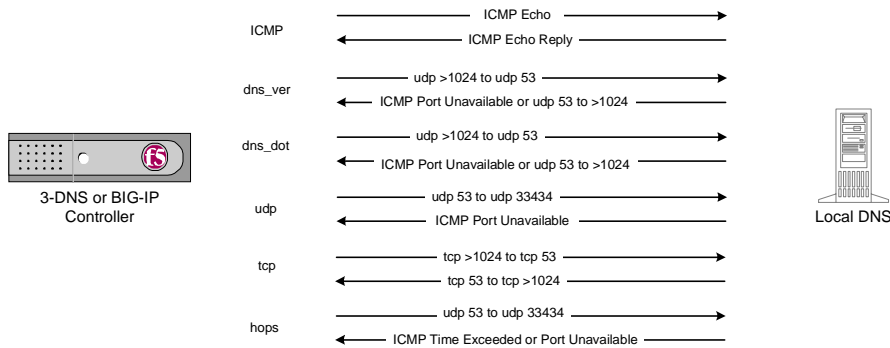 ICMP
ICMP Echo
ICMP Echo Reply
dns_ver
udp >1024 to udp 53
ICMP Port Unavailable or udp 53 to >1024
dns_dot
udp >1024 to udp 53
ICMP Port Unavailable or udp 53 to >1024
f5
3-DNS or BIG-IP
Controller
Local DNS
udp
udp 53 to udp 33434
ICMP Port Unavailable
tcp
tcp >1024 to tcp 53
tcp 53 to tcp >1024
hops
udp 53 to udp 33434
ICMP Time Exceeded or Port Unavailable